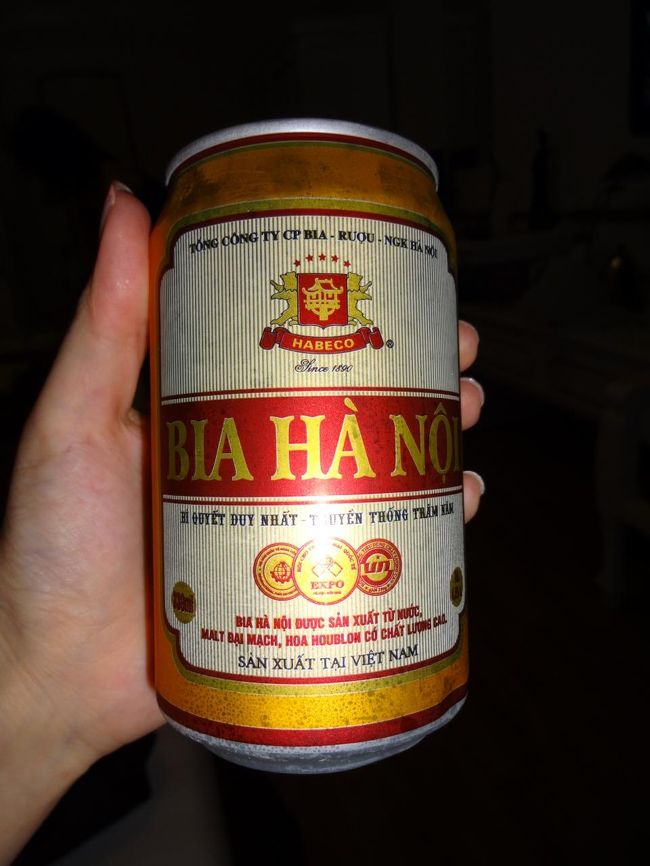 TỔNG CÔNG TY CP BIA - RƯỢU - NGK HÀ NỘI
HABECO ®
Since 1890
BIA HÀ NỘI
BÍ QUYẾT DUY NHẤT - TRUYỀN THỐNG TRĂM NĂM
EXPO
BIA HÀ NỘI ĐƯỢC SẢN XUẤT TỪ NƯỚC,
MALT ĐẠI MẠCH, HOA HOUBLON CÓ CHẤT LƯỢNG CAO.
SẢN XUẤT TẠI VIỆT NAM